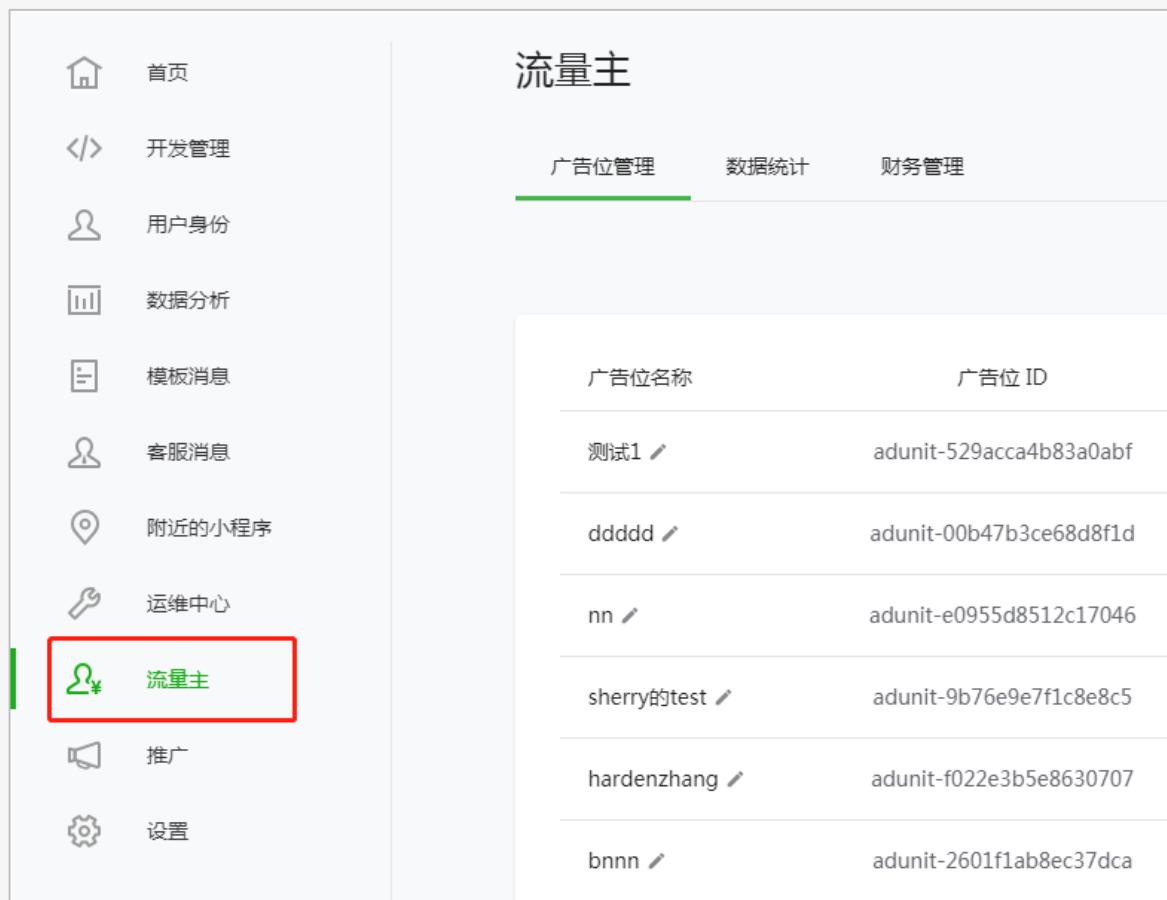 首页
开发管理
用户身份
数据分析
模板消息
客服消息
附近的小程序
运维中心
流量主
推广
设置
流量主
广告位管理 数据统计 财务管理
广告位名称 广告位 ID
测试1 adunit-529acca4b83a0abf
ddddd adunit-00b47b3ce68d8f1d
nn adunit-e0955d8512c17046
sherry的test adunit-9b76e9e7f1c8e8c5
hardenzhang adunit-f022e3b5e8630707
bnnn adunit-2601f1ab8ec37dca